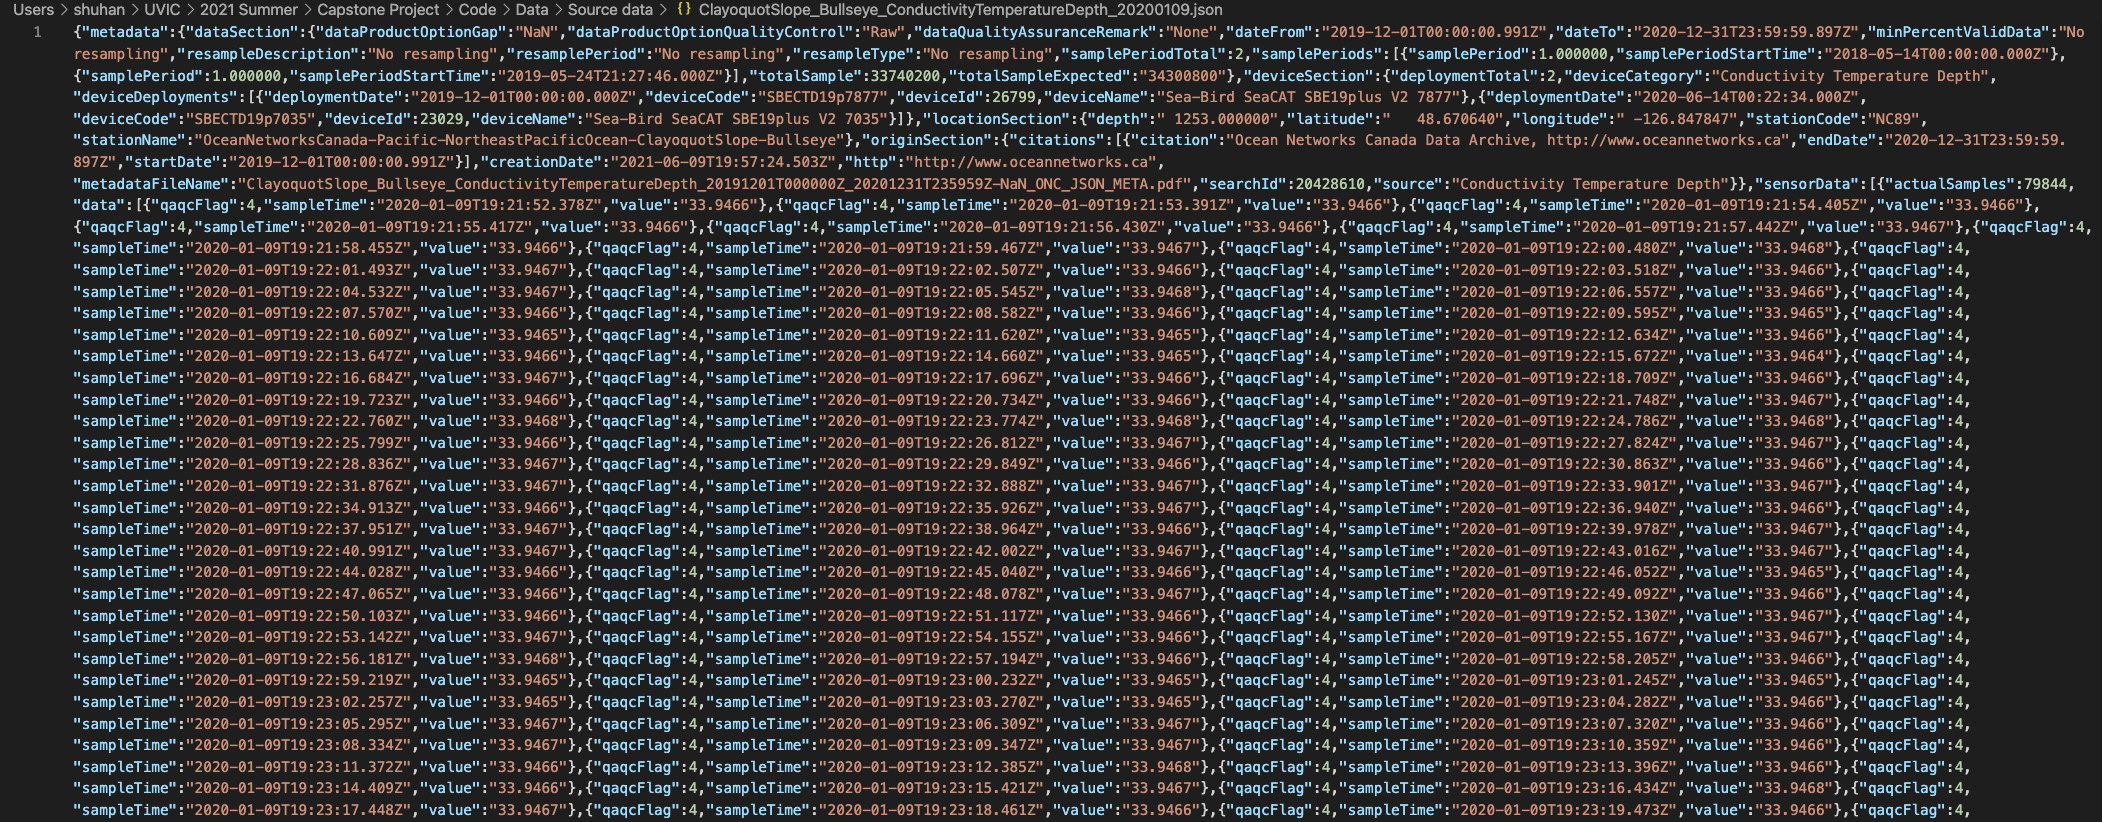 Users > shuhan > UVIC > 2021 Summer > Capstone Project > Code > Data > Source data > {} ClayoquotSlope_Bullseye_ConductivityTemperatureDepth_20200109.json
1 {"metadata":{"dataSection":{"dataProductOptionGap":"NaN","dataProductOptionQualityControl":"Raw","dataQualityAssuranceRemark":"None","dateFrom":"2019-12-01T00:00:00.991Z","dateTo":"2020-12-31T23:59:59.897Z","minPercentValidData":"No
resampling","resampleDescription":"No resampling","resamplePeriod":"No resampling","resampleType":"No resampling","samplePeriodTotal":2,"samplePeriods":[{"samplePeriod":1.000000,"samplePeriodStartTime":"2018-05-14T00:00:00.000Z"},
{"samplePeriod":1.000000,"samplePeriodStartTime":"2019-05-24T21:27:46.000Z"}],"totalSample":33740200,"totalSampleExpected":"34300800"},"deviceSection":{"deploymentTotal":2,"deviceCategory":"Conductivity Temperature Depth",
"deviceDeployments":[{"deploymentDate":"2019-12-01T00:00:00.000Z","deviceCode":"SBECTD19p7877","deviceId":26799,"deviceName":"Sea-Bird SeaCAT SBE19plus V2 7877"},{"deploymentDate":"2020-06-14T00:22:34.000Z",
"deviceCode":"SBECTD19p7035","deviceId":23029,"deviceName":"Sea-Bird SeaCAT SBE19plus V2 7035"}]},"locationSection":{"depth":" 1253.000000","latitude":"   48.670640","longitude":" -126.847847","stationCode":"NC89",
"stationName":"OceanNetworksCanada-Pacific-NortheastPacificOcean-ClayoquotSlope-Bullseye"},"originSection":{"citations":[{"citation":"Ocean Networks Canada Data Archive, http://www.oceannetworks.ca","endDate":"2020-12-31T23:59:59.
897Z","startDate":"2019-12-01T00:00:00.991Z"}],"creationDate":"2021-06-09T19:57:24.503Z","http":"http://www.oceannetworks.ca",
"metadataFileName":"ClayoquotSlope_Bullseye_ConductivityTemperatureDepth_20191201T000000Z_20201231T235959Z-NaN_ONC_JSON_META.pdf","searchId":20428610,"source":"Conductivity Temperature Depth"}},"sensorData":[{"actualSamples":79844,
"data":[{"qaqcFlag":4,"sampleTime":"2020-01-09T19:21:52.378Z","value":"33.9466"},{"qaqcFlag":4,"sampleTime":"2020-01-09T19:21:53.391Z","value":"33.9466"},{"qaqcFlag":4,"sampleTime":"2020-01-09T19:21:54.405Z","value":"33.9466"},
{"qaqcFlag":4,"sampleTime":"2020-01-09T19:21:55.417Z","value":"33.9466"},{"qaqcFlag":4,"sampleTime":"2020-01-09T19:21:56.430Z","value":"33.9466"},{"qaqcFlag":4,"sampleTime":"2020-01-09T19:21:57.442Z","value":"33.9467"},{"qaqcFlag":4,
"sampleTime":"2020-01-09T19:21:58.455Z","value":"33.9466"},{"qaqcFlag":4,"sampleTime":"2020-01-09T19:21:59.467Z","value":"33.9467"},{"qaqcFlag":4,"sampleTime":"2020-01-09T19:22:00.480Z","value":"33.9468"},{"qaqcFlag":4,
"sampleTime":"2020-01-09T19:22:01.493Z","value":"33.9467"},{"qaqcFlag":4,"sampleTime":"2020-01-09T19:22:02.507Z","value":"33.9466"},{"qaqcFlag":4,"sampleTime":"2020-01-09T19:22:03.518Z","value":"33.9466"},{"qaqcFlag":4,
"sampleTime":"2020-01-09T19:22:04.532Z","value":"33.9467"},{"qaqcFlag":4,"sampleTime":"2020-01-09T19:22:05.545Z","value":"33.9468"},{"qaqcFlag":4,"sampleTime":"2020-01-09T19:22:06.557Z","value":"33.9466"},{"qaqcFlag":4,
"sampleTime":"2020-01-09T19:22:07.570Z","value":"33.9466"},{"qaqcFlag":4,"sampleTime":"2020-01-09T19:22:08.582Z","value":"33.9466"},{"qaqcFlag":4,"sampleTime":"2020-01-09T19:22:09.595Z","value":"33.9465"},{"qaqcFlag":4,
"sampleTime":"2020-01-09T19:22:10.609Z","value":"33.9465"},{"qaqcFlag":4,"sampleTime":"2020-01-09T19:22:11.620Z","value":"33.9465"},{"qaqcFlag":4,"sampleTime":"2020-01-09T19:22:12.634Z","value":"33.9466"},{"qaqcFlag":4,
"sampleTime":"2020-01-09T19:22:13.647Z","value":"33.9466"},{"qaqcFlag":4,"sampleTime":"2020-01-09T19:22:14.660Z","value":"33.9465"},{"qaqcFlag":4,"sampleTime":"2020-01-09T19:22:15.672Z","value":"33.9464"},{"qaqcFlag":4,
"sampleTime":"2020-01-09T19:22:16.684Z","value":"33.9467"},{"qaqcFlag":4,"sampleTime":"2020-01-09T19:22:17.696Z","value":"33.9466"},{"qaqcFlag":4,"sampleTime":"2020-01-09T19:22:18.709Z","value":"33.9466"},{"qaqcFlag":4,
"sampleTime":"2020-01-09T19:22:19.723Z","value":"33.9466"},{"qaqcFlag":4,"sampleTime":"2020-01-09T19:22:20.734Z","value":"33.9466"},{"qaqcFlag":4,"sampleTime":"2020-01-09T19:22:21.748Z","value":"33.9467"},{"qaqcFlag":4,
"sampleTime":"2020-01-09T19:22:22.760Z","value":"33.9468"},{"qaqcFlag":4,"sampleTime":"2020-01-09T19:22:23.774Z","value":"33.9468"},{"qaqcFlag":4,"sampleTime":"2020-01-09T19:22:24.786Z","value":"33.9468"},{"qaqcFlag":4,
"sampleTime":"2020-01-09T19:22:25.799Z","value":"33.9466"},{"qaqcFlag":4,"sampleTime":"2020-01-09T19:22:26.812Z","value":"33.9467"},{"qaqcFlag":4,"sampleTime":"2020-01-09T19:22:27.824Z","value":"33.9467"},{"qaqcFlag":4,
"sampleTime":"2020-01-09T19:22:28.836Z","value":"33.9467"},{"qaqcFlag":4,"sampleTime":"2020-01-09T19:22:29.849Z","value":"33.9466"},{"qaqcFlag":4,"sampleTime":"2020-01-09T19:22:30.863Z","value":"33.9466"},{"qaqcFlag":4,
"sampleTime":"2020-01-09T19:22:31.876Z","value":"33.9467"},{"qaqcFlag":4,"sampleTime":"2020-01-09T19:22:32.888Z","value":"33.9467"},{"qaqcFlag":4,"sampleTime":"2020-01-09T19:22:33.901Z","value":"33.9466"},{"qaqcFlag":4,
"sampleTime":"2020-01-09T19:22:34.913Z","value":"33.9466"},{"qaqcFlag":4,"sampleTime":"2020-01-09T19:22:35.926Z","value":"33.9467"},{"qaqcFlag":4,"sampleTime":"2020-01-09T19:22:36.940Z","value":"33.9466"},{"qaqcFlag":4,
"sampleTime":"2020-01-09T19:22:37.951Z","value":"33.9467"},{"qaqcFlag":4,"sampleTime":"2020-01-09T19:22:38.964Z","value":"33.9466"},{"qaqcFlag":4,"sampleTime":"2020-01-09T19:22:39.978Z","value":"33.9467"},{"qaqcFlag":4,
"sampleTime":"2020-01-09T19:22:40.991Z","value":"33.9467"},{"qaqcFlag":4,"sampleTime":"2020-01-09T19:22:42.002Z","value":"33.9467"},{"qaqcFlag":4,"sampleTime":"2020-01-09T19:22:43.016Z","value":"33.9467"},{"qaqcFlag":4,
"sampleTime":"2020-01-09T19:22:44.028Z","value":"33.9466"},{"qaqcFlag":4,"sampleTime":"2020-01-09T19:22:45.040Z","value":"33.9466"},{"qaqcFlag":4,"sampleTime":"2020-01-09T19:22:46.052Z","value":"33.9465"},{"qaqcFlag":4,
"sampleTime":"2020-01-09T19:22:47.065Z","value":"33.9466"},{"qaqcFlag":4,"sampleTime":"2020-01-09T19:22:48.078Z","value":"33.9466"},{"qaqcFlag":4,"sampleTime":"2020-01-09T19:22:49.092Z","value":"33.9466"},{"qaqcFlag":4,
"sampleTime":"2020-01-09T19:22:50.103Z","value":"33.9466"},{"qaqcFlag":4,"sampleTime":"2020-01-09T19:22:51.117Z","value":"33.9466"},{"qaqcFlag":4,"sampleTime":"2020-01-09T19:22:52.130Z","value":"33.9467"},{"qaqcFlag":4,
"sampleTime":"2020-01-09T19:22:53.142Z","value":"33.9467"},{"qaqcFlag":4,"sampleTime":"2020-01-09T19:22:54.155Z","value":"33.9466"},{"qaqcFlag":4,"sampleTime":"2020-01-09T19:22:55.167Z","value":"33.9467"},{"qaqcFlag":4,
"sampleTime":"2020-01-09T19:22:56.181Z","value":"33.9468"},{"qaqcFlag":4,"sampleTime":"2020-01-09T19:22:57.194Z","value":"33.9466"},{"qaqcFlag":4,"sampleTime":"2020-01-09T19:22:58.205Z","value":"33.9466"},{"qaqcFlag":4,
"sampleTime":"2020-01-09T19:22:59.219Z","value":"33.9465"},{"qaqcFlag":4,"sampleTime":"2020-01-09T19:23:00.232Z","value":"33.9465"},{"qaqcFlag":4,"sampleTime":"2020-01-09T19:23:01.245Z","value":"33.9465"},{"qaqcFlag":4,
"sampleTime":"2020-01-09T19:23:02.257Z","value":"33.9465"},{"qaqcFlag":4,"sampleTime":"2020-01-09T19:23:03.270Z","value":"33.9465"},{"qaqcFlag":4,"sampleTime":"2020-01-09T19:23:04.282Z","value":"33.9466"},{"qaqcFlag":4,
"sampleTime":"2020-01-09T19:23:05.295Z","value":"33.9466"},{"qaqcFlag":4,"sampleTime":"2020-01-09T19:23:06.309Z","value":"33.9467"},{"qaqcFlag":4,"sampleTime":"2020-01-09T19:23:07.320Z","value":"33.9466"},{"qaqcFlag":4,
"sampleTime":"2020-01-09T19:23:08.334Z","value":"33.9467"},{"qaqcFlag":4,"sampleTime":"2020-01-09T19:23:09.347Z","value":"33.9467"},{"qaqcFlag":4,"sampleTime":"2020-01-09T19:23:10.359Z","value":"33.9466"},{"qaqcFlag":4,
"sampleTime":"2020-01-09T19:23:11.372Z","value":"33.9466"},{"qaqcFlag":4,"sampleTime":"2020-01-09T19:23:12.385Z","value":"33.9468"},{"qaqcFlag":4,"sampleTime":"2020-01-09T19:23:13.396Z","value":"33.9466"},{"qaqcFlag":4,
"sampleTime":"2020-01-09T19:23:14.409Z","value":"33.9466"},{"qaqcFlag":4,"sampleTime":"2020-01-09T19:23:15.421Z","value":"33.9467"},{"qaqcFlag":4,"sampleTime":"2020-01-09T19:23:16.434Z","value":"33.9468"},{"qaqcFlag":4,
"sampleTime":"2020-01-09T19:23:17.448Z","value":"33.9467"},{"qaqcFlag":4,"sampleTime":"2020-01-09T19:23:18.461Z","value":"33.9466"},{"qaqcFlag":4,"sampleTime":"2020-01-09T19:23:19.473Z","value":"33.9466"},{"qaqcFlag":4,